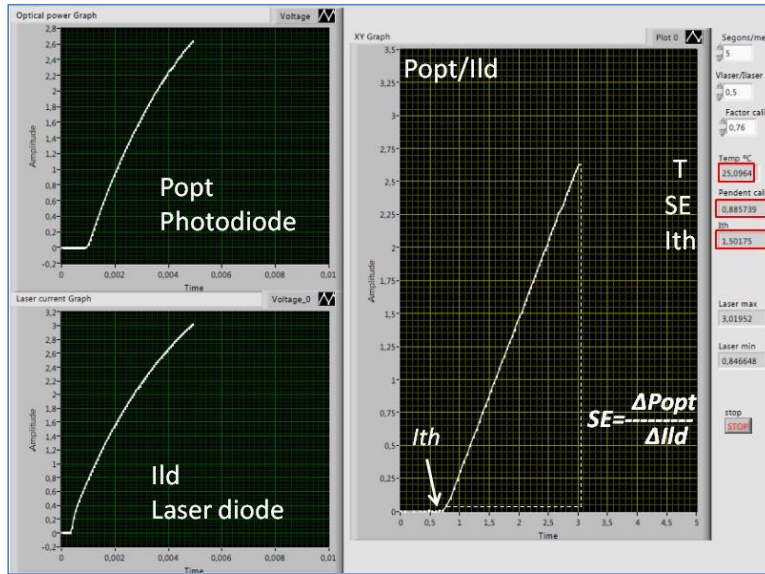 Optical power Graph
Voltage
2,8-
2,6-
2,4-
2,2-
2-
1,8-
1,6-
1,4-
1,2-
1-
0,8-
0,6-
0,4-
0,2-
0-
-0,2-
Amplitude
Popt
Photodiode
0 0,002 0,004 0,006 0,008 0,01
Time
Laser current Graph
Voltage_0
3,2-
3-
2,8-
2,6-
2,4-
2,2-
2-
1,8-
1,6-
1,4-
1,2-
1-
0,8-
0,6-
0,4-
0,2-
0-
-0,2-
Amplitude
Ild
Laser diode
0 0,002 0,004 0,006 0,008 0,01
Time
XY Graph
Plot 0
3,5-
3,25-
3-
2,75-
2,5-
2,25-
2-
1,75-
1,5-
1,25-
1-
0,75-
0,5-
0,25-
0-
Amplitude
Popt/Ild
T
SE
Ith
SE=ΔPopt
---------
ΔIld
Ith
0 0,5 1 1,5 2 2,5 3 3,5 4 4,5 5
Time
Segons/me
5
Vlaser/Ilaser
0,5
Factor cali
0,76
Temp ºC
25,0964
Pendent cal
0,885739
Ith
1,50175
Laser max
3,01952
Laser min
0,846648
stop
STOP